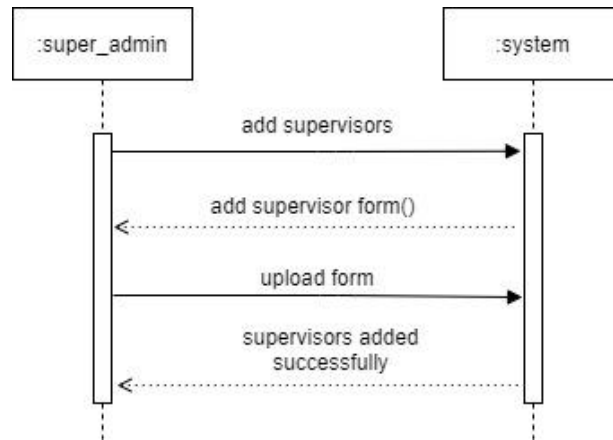 :super_admin
:system
add supervisors
add supervisor form()
upload form
supervisors added
successfully